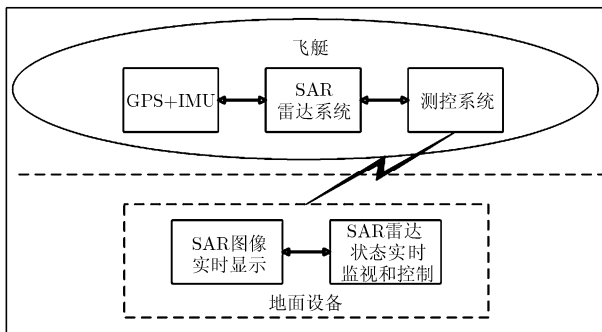 飞艇
GPS+IMU
SAR
雷达系统
测控系统
SAR图像
实时显示
SAR雷达
状态实时
监视和控制
地面设备